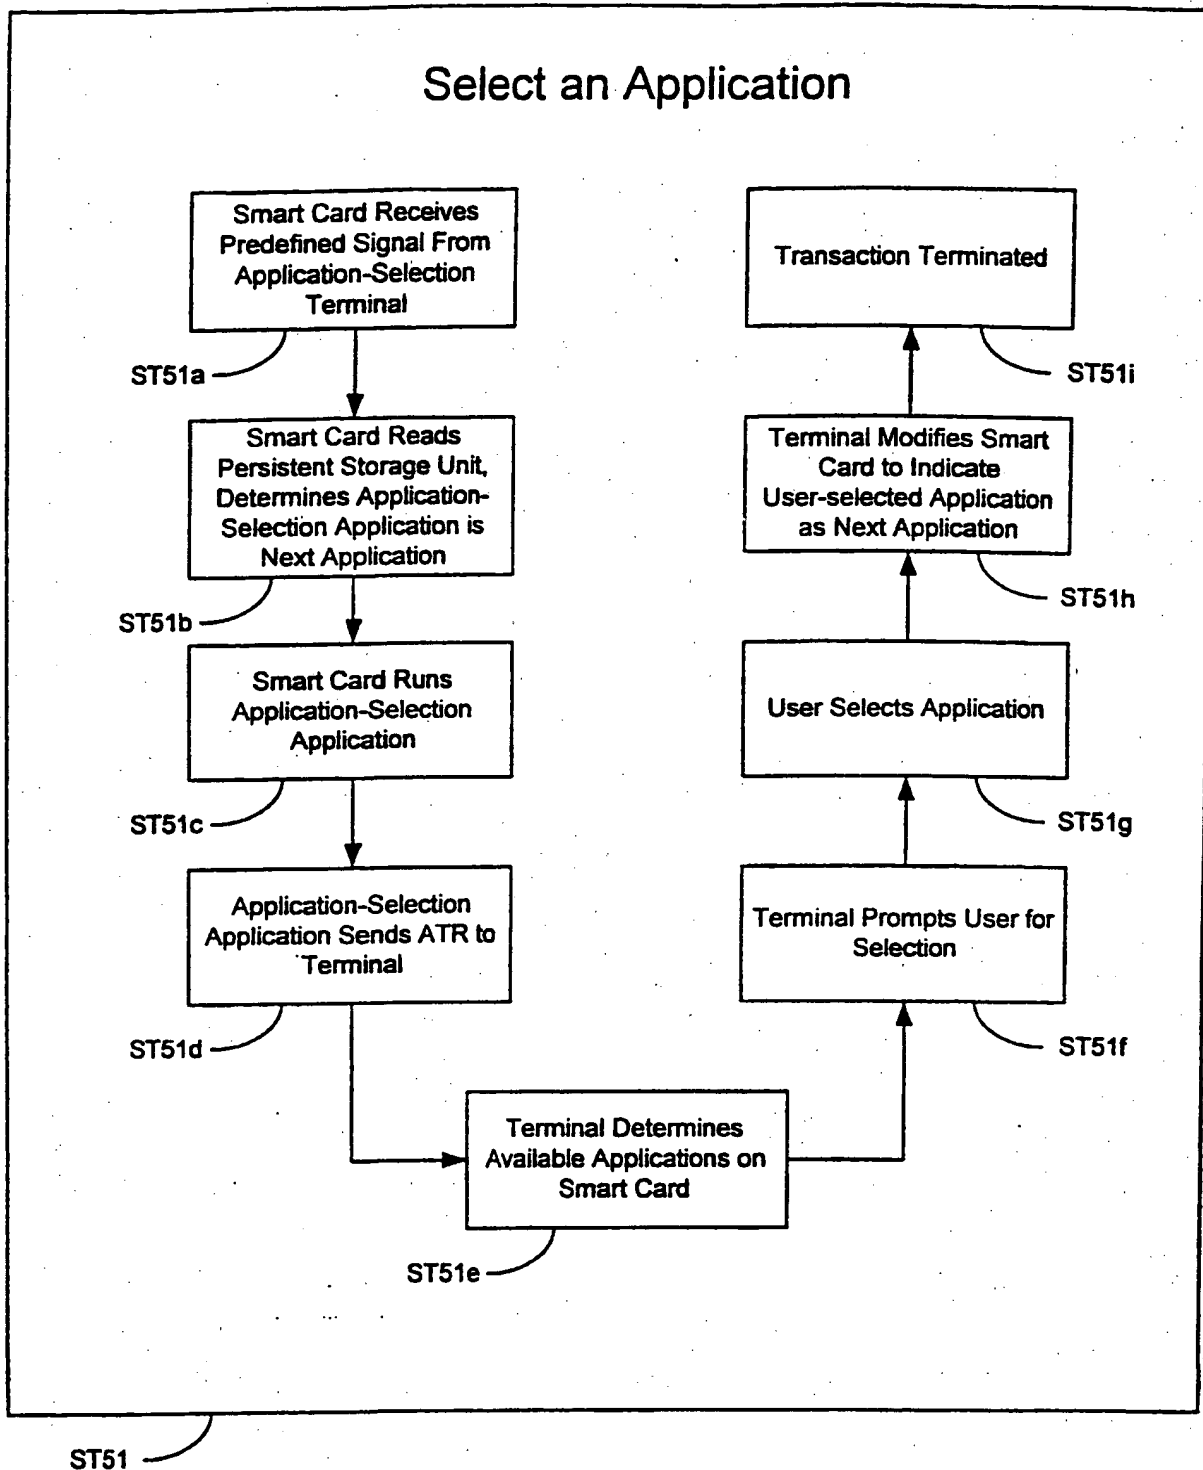 Select an Application
Smart Card Receives
Predefined Signal From
Application-Selection
Terminal
ST51a
Smart Card Reads
Persistent Storage Unit,
Determines Application-
Selection Application is
Next Application
ST51b
Smart Card Runs
Application-Selection
Application
ST51c
Application-Selection
Application Sends ATR to
Terminal
ST51d
Terminal Determines
Available Applications on
Smart Card
ST51e
Terminal Prompts User for
Selection
ST51f
User Selects Application
ST51g
Terminal Modifies Smart
Card to Indicate
User-selected Application
as Next Application
ST51h
Transaction Terminated
ST51i
ST51